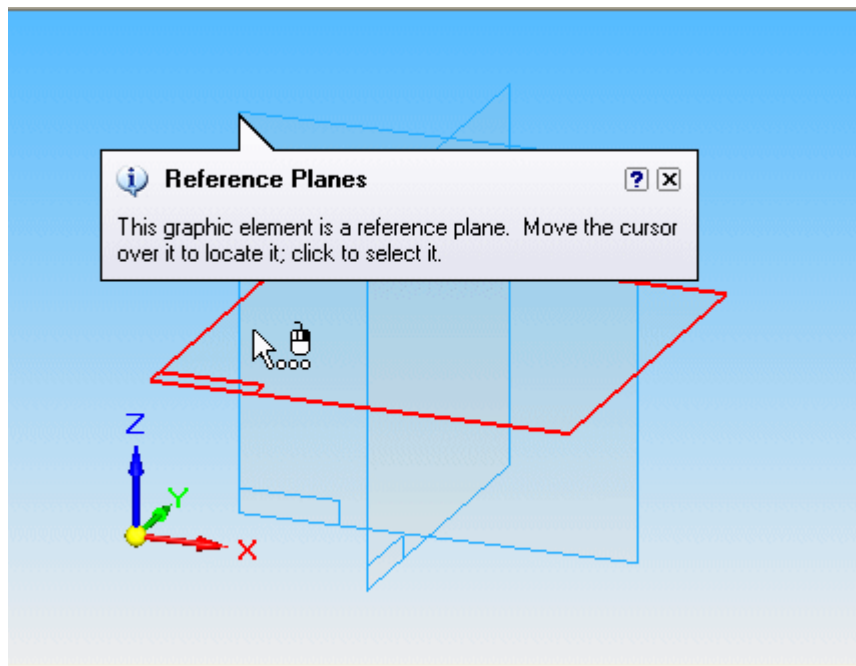 Reference Planes
This graphic element is a reference plane. Move the cursor
over it to locate it; click to select it.
Z
Y
X